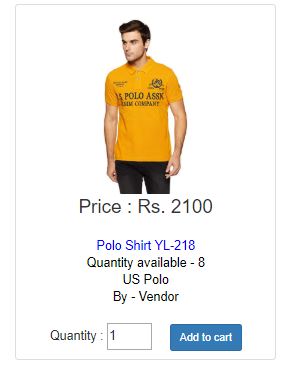 U.S. POLO ASSN
DENIM COMPANY
Price : Rs. 2100
Polo Shirt YL-218
Quantity available - 8
US Polo
By - Vendor
Quantity : 1
Add to cart